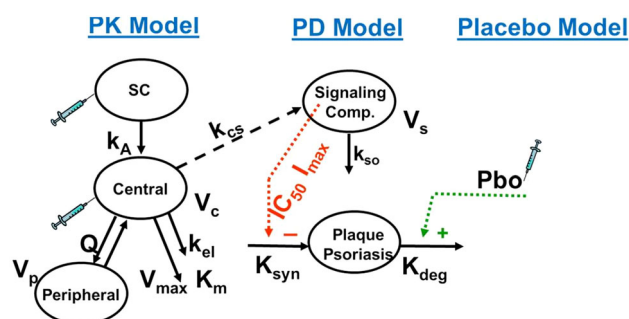 PK Model
PD Model
Placebo Model
SC
Signaling
Comp.
Vs
kA
kcs
kso
IC50 Imax
Pbo
Central
Vc
Q
kel
Vp
Peripheral
Vmax
Km
–
Plaque
Psoriasis
+
Ksyn
Kdeg